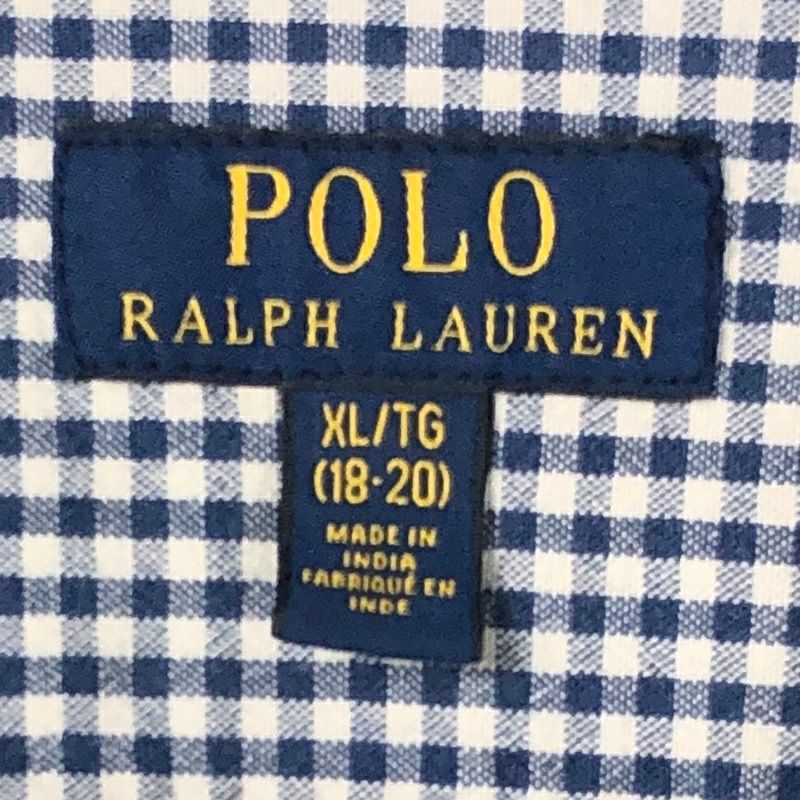 POLO
RALPH LAUREN
XL/TG
(18-20)
MADE IN
INDIA
FABRIQUÉ EN
INDE